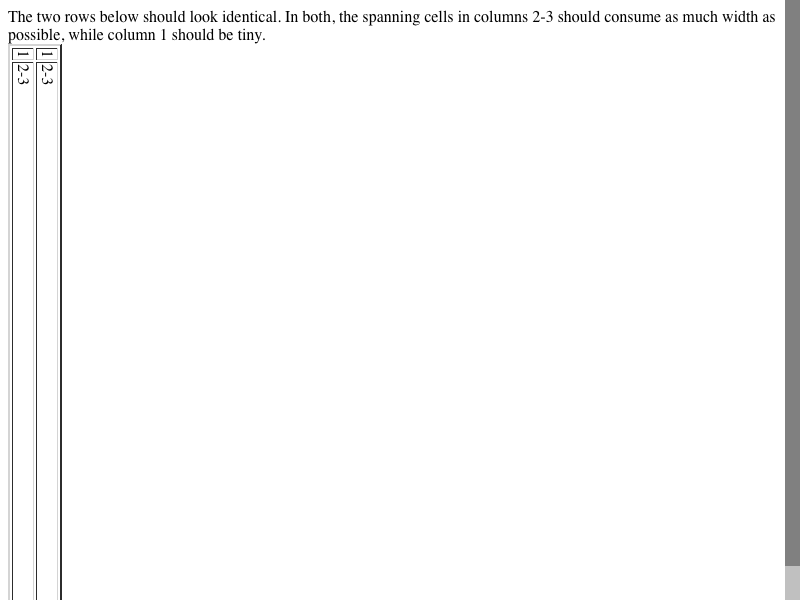 The two rows below should look identical. In both, the spanning cells in columns 2-3 should consume as much width as
possible, while column 1 should be tiny.
1 2-3
1 2-3